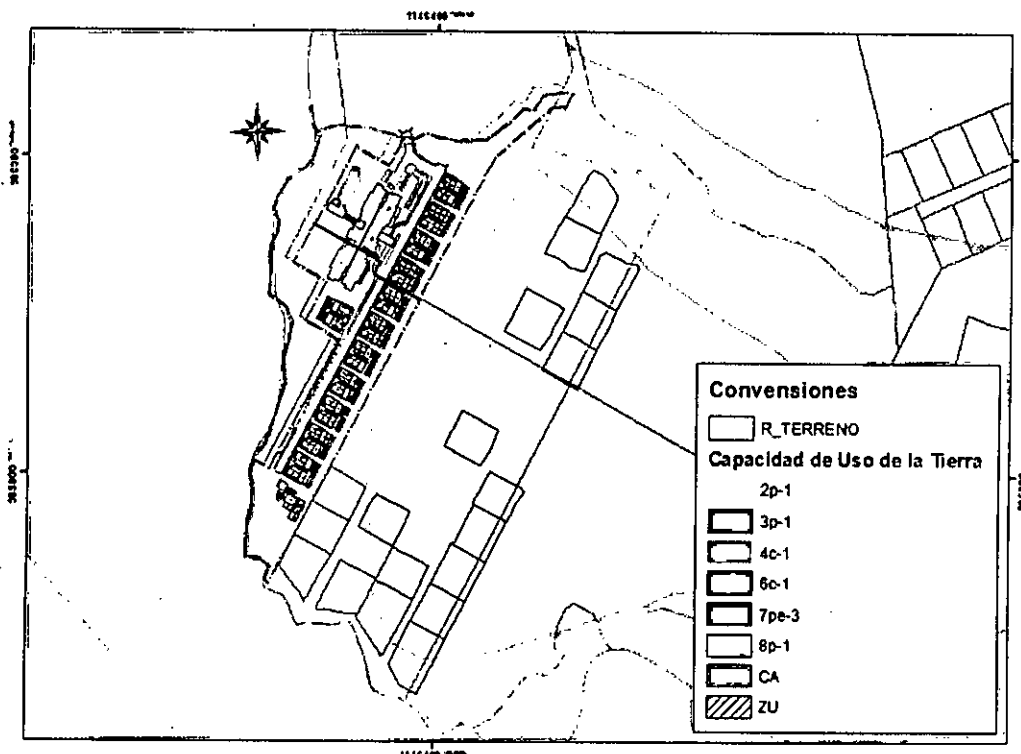 Convensiones
R_TERRENO
Capacidad de Uso de la Tierra
2p-1
3p-1
4c-1
6c-1
7pe-3
8p-1
CA
ZU